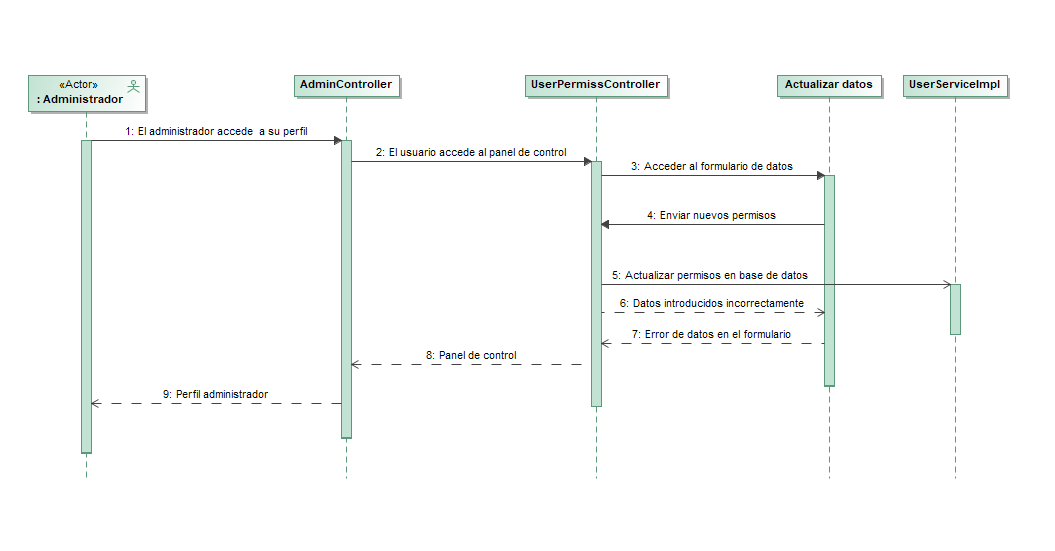 «Actor»
: Administrador
AdminController
UserPermissController
Actualizar datos
UserServiceImpl
1: El administrador accede  a su perfil
2: El usuario accede al panel de control
3: Acceder al formulario de datos
4: Enviar nuevos permisos
5: Actualizar permisos en base de datos
6: Datos introducidos incorrectamente
7: Error de datos en el formulario
8: Panel de control
9: Perfil administrador